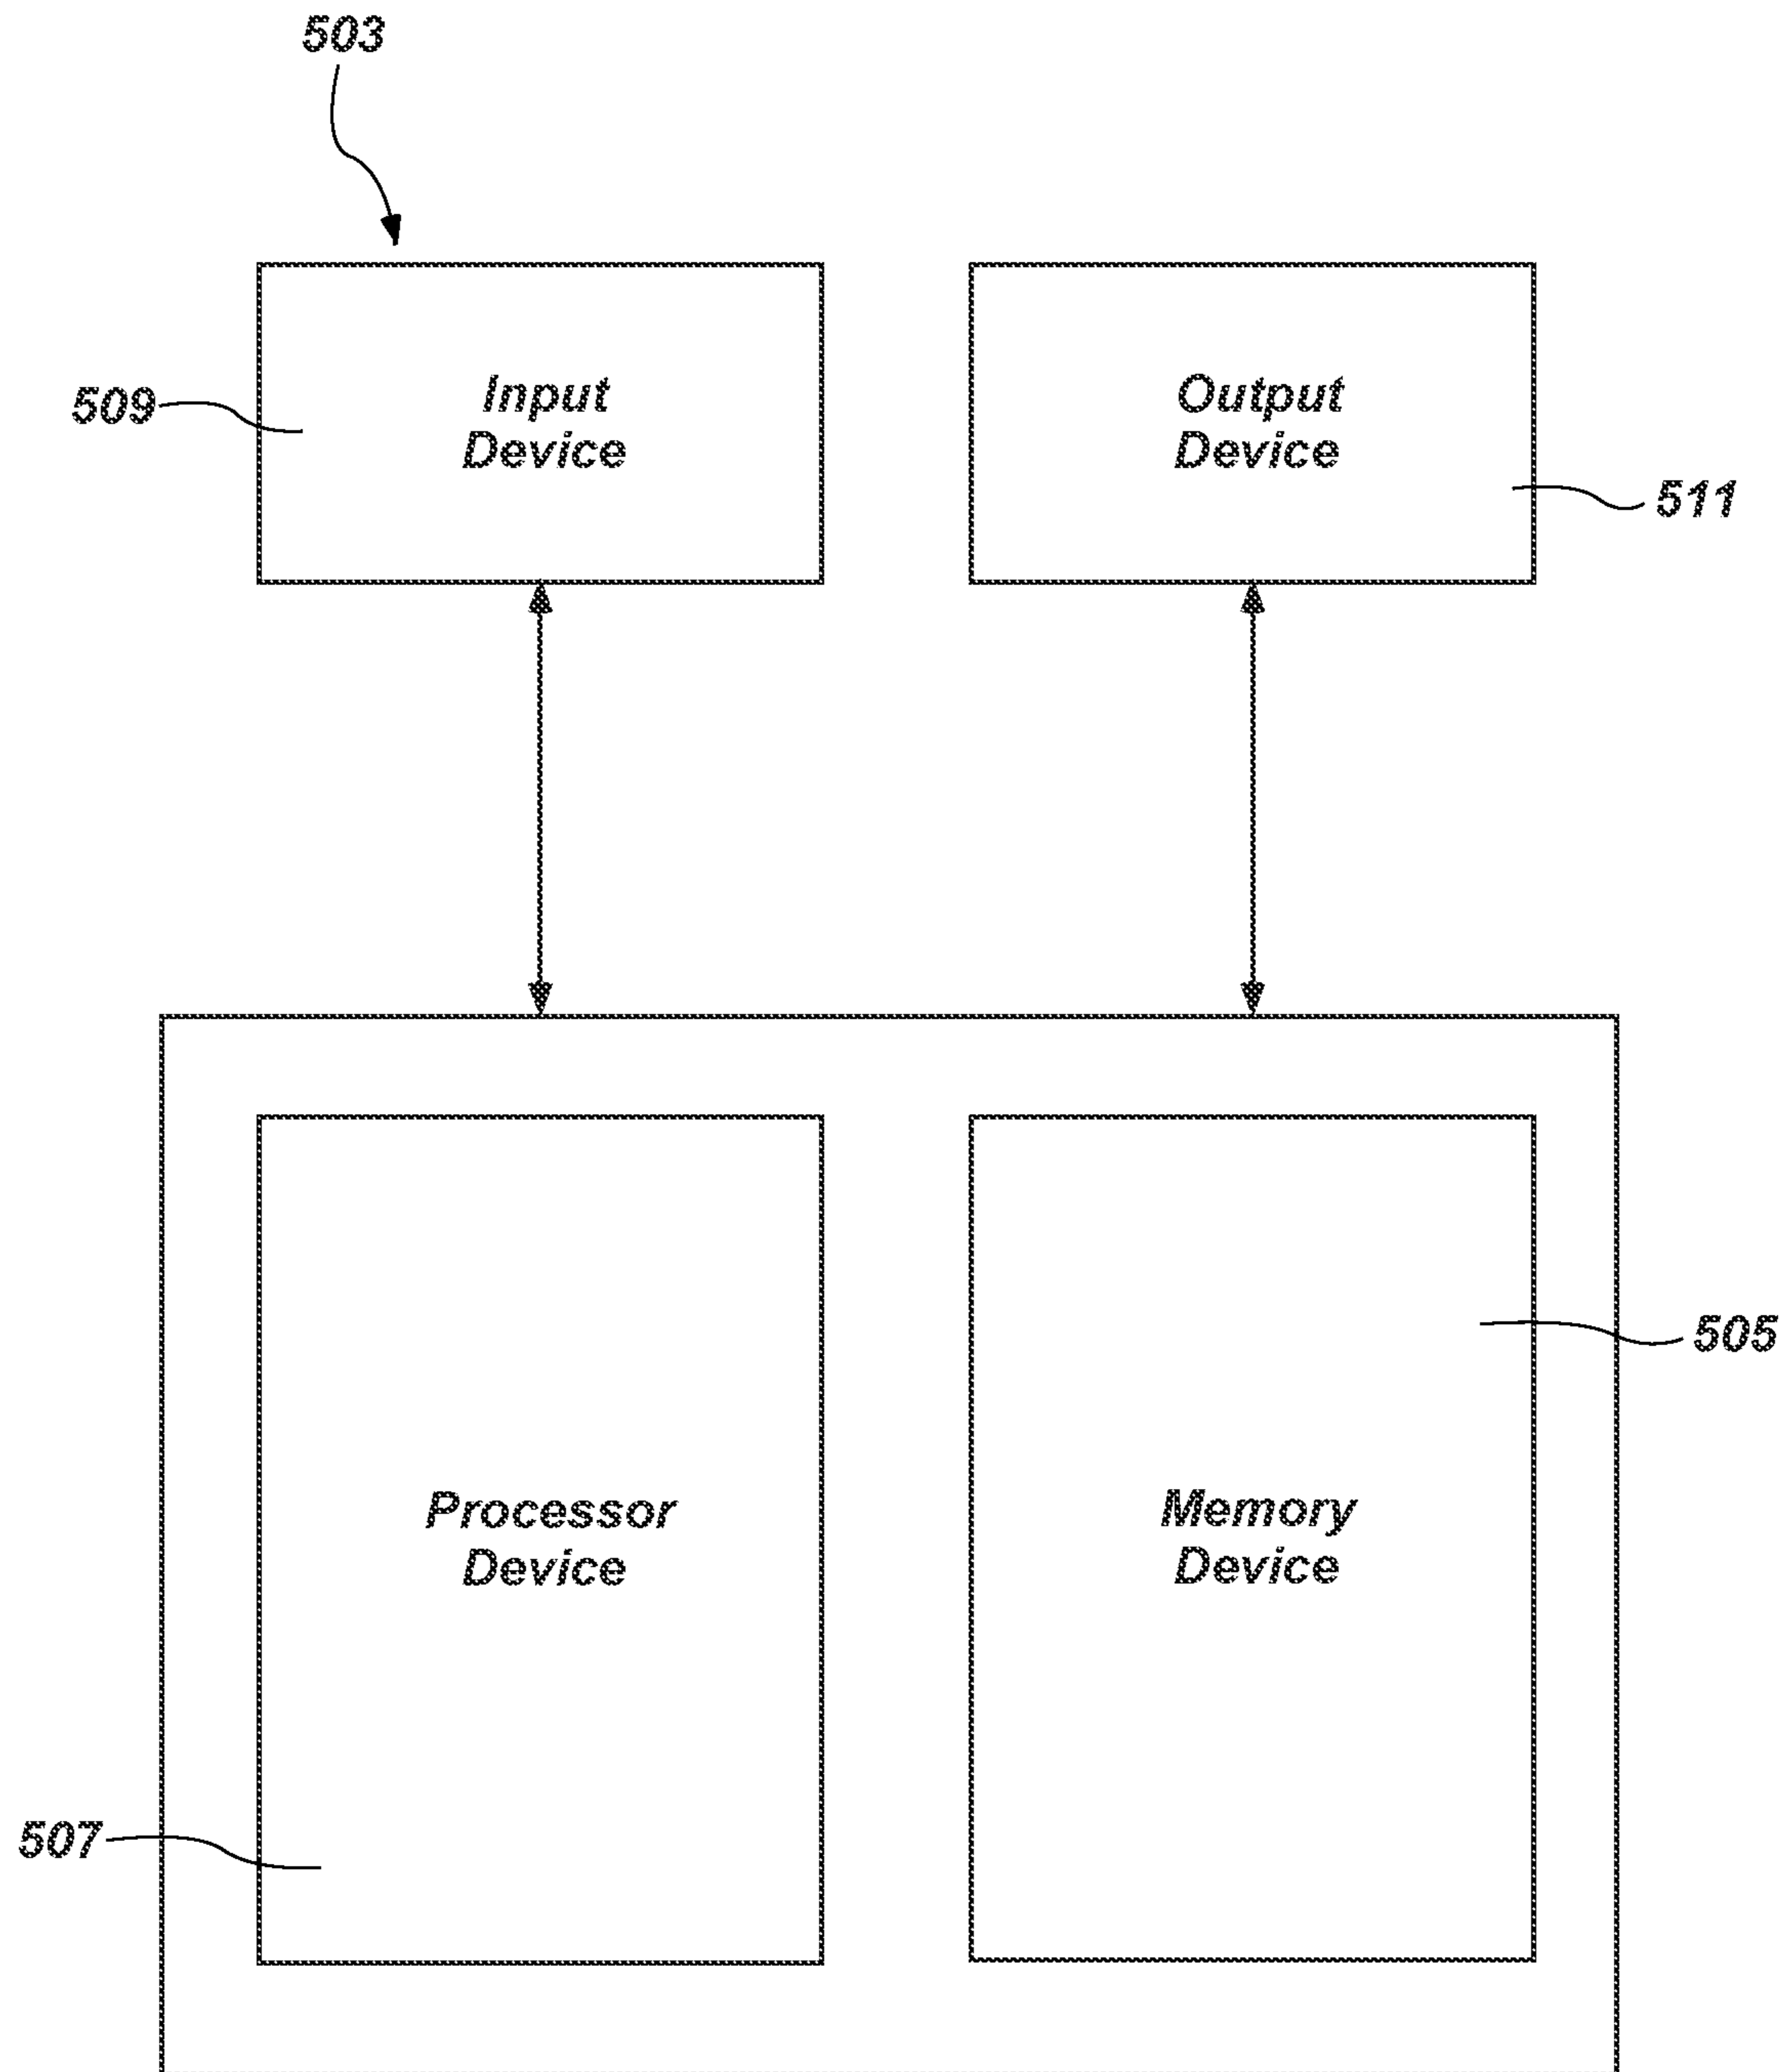 503
509
Input
Device
Output
Device
511
505
Processor
Device
Memory
Device
507